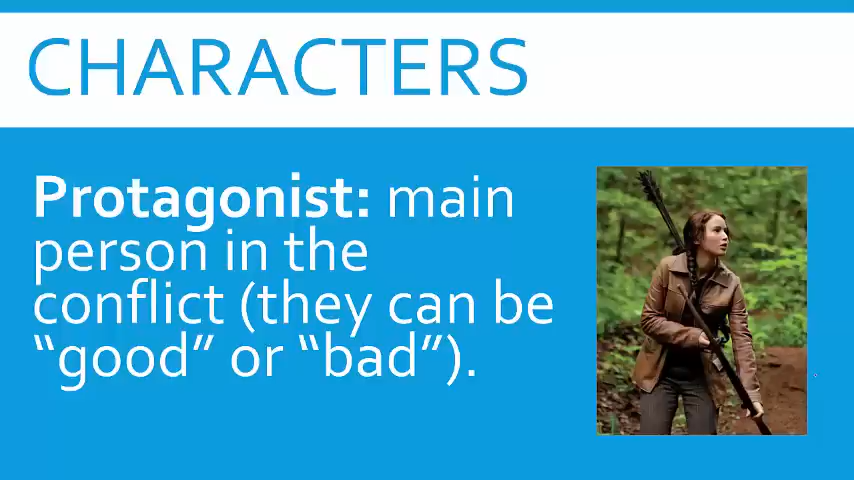 CHARACTERS
Protagonist: main
person in the
conflict (they can be
“good” or “bad”).